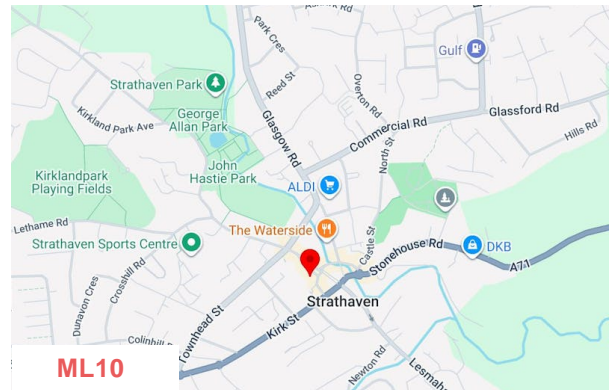 Park Cres
Gulf
Strathaven Park
Reed St
Overton Rd
Kirkland Park Ave
George
Allan Park
Glasgow Rd
Commercial Rd
Glassford Rd
Hills Rd
North St
John
Hastie Park
Kirklandpark
Playing Fields
ALDI
Lethame Rd
The Waterside
Castle St
Strathaven Sports Centre
Stonehouse Rd
DKB
A71
Dunavon Cres
Crosshill Rd
Strathaven
Townhead St
Kirk St
Colinhill Rd
Newton Rd
Lesmaha
ML10